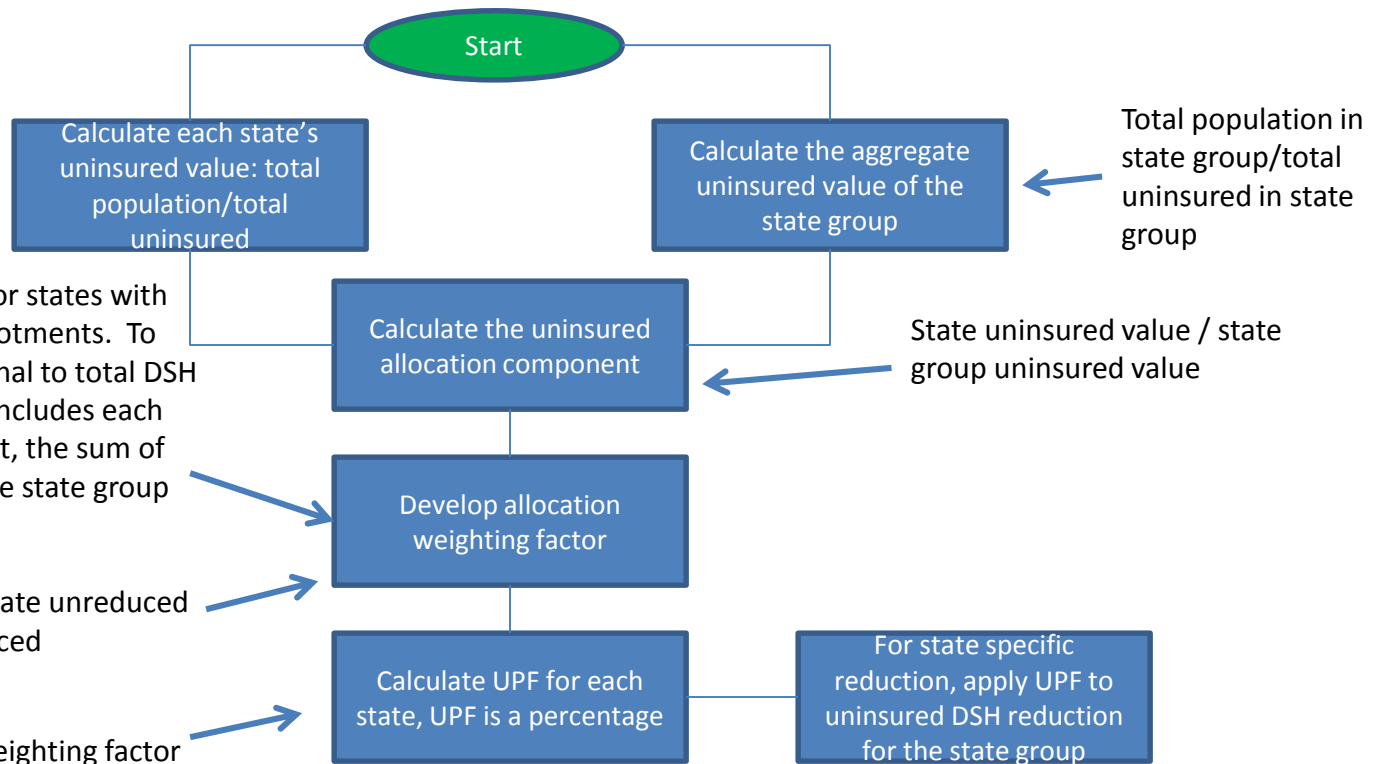 Start
Calculate each state's
uninsured value: total
population/total
uninsured
Calculate the aggregate
uninsured value of the
state group
Total population in
state group/total
uninsured in state
group
or states with
otments. To
nal to total DSH
ncludes each
t, the sum of
e state group
Calculate the uninsured
allocation component
State uninsured value / state
group uninsured value
Develop allocation
weighting factor
ate unreduced
ced
Calculate UPF for each
state, UPF is a percentage
For state specific
reduction, apply UPF to
uninsured DSH reduction
for the state group
eighting factor